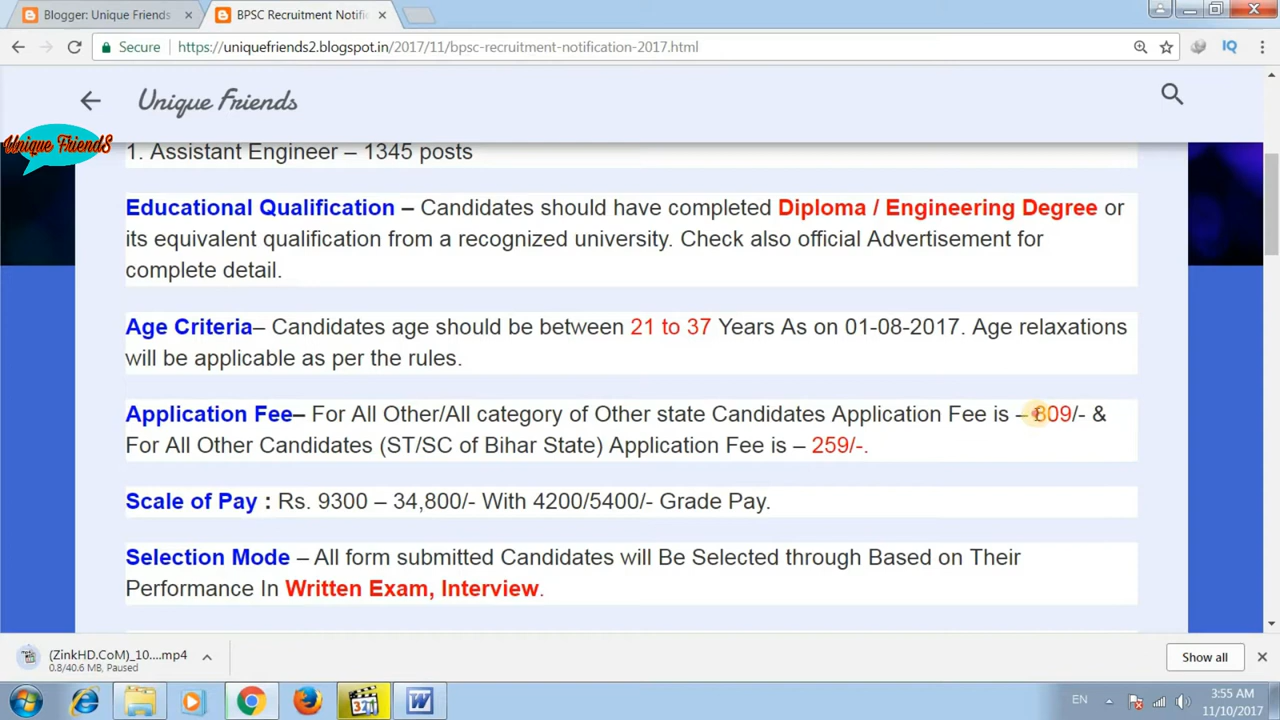 Blogger: Unique Friends
BPSC Recruitment Notifi
Secure
https://uniquefriends2.blogspot.in/2017/11/bpsc-recruitment-notification-2017.html
IQ
Unique Friends
Unique FriendS
1. Assistant Engineer – 1345 posts
Educational Qualification – Candidates should have completed Diploma / Engineering Degree or
its equivalent qualification from a recognized university. Check also official Advertisement for
complete detail.
Age Criteria– Candidates age should be between 21 to 37 Years As on 01-08-2017. Age relaxations
will be applicable as per the rules.
Application Fee– For All Other/All category of Other state Candidates Application Fee is – 809/- &
For All Other Candidates (ST/SC of Bihar State) Application Fee is – 259/-.
Scale of Pay : Rs. 9300 – 34,800/- With 4200/5400/- Grade Pay.
Selection Mode – All form submitted Candidates will Be Selected through Based on Their
Performance In Written Exam, Interview.
(ZinkHD.CoM)_10....mp4
0.8/40.6 MB, Paused
Show all
321
W
EN
3:55 AM
11/10/2017